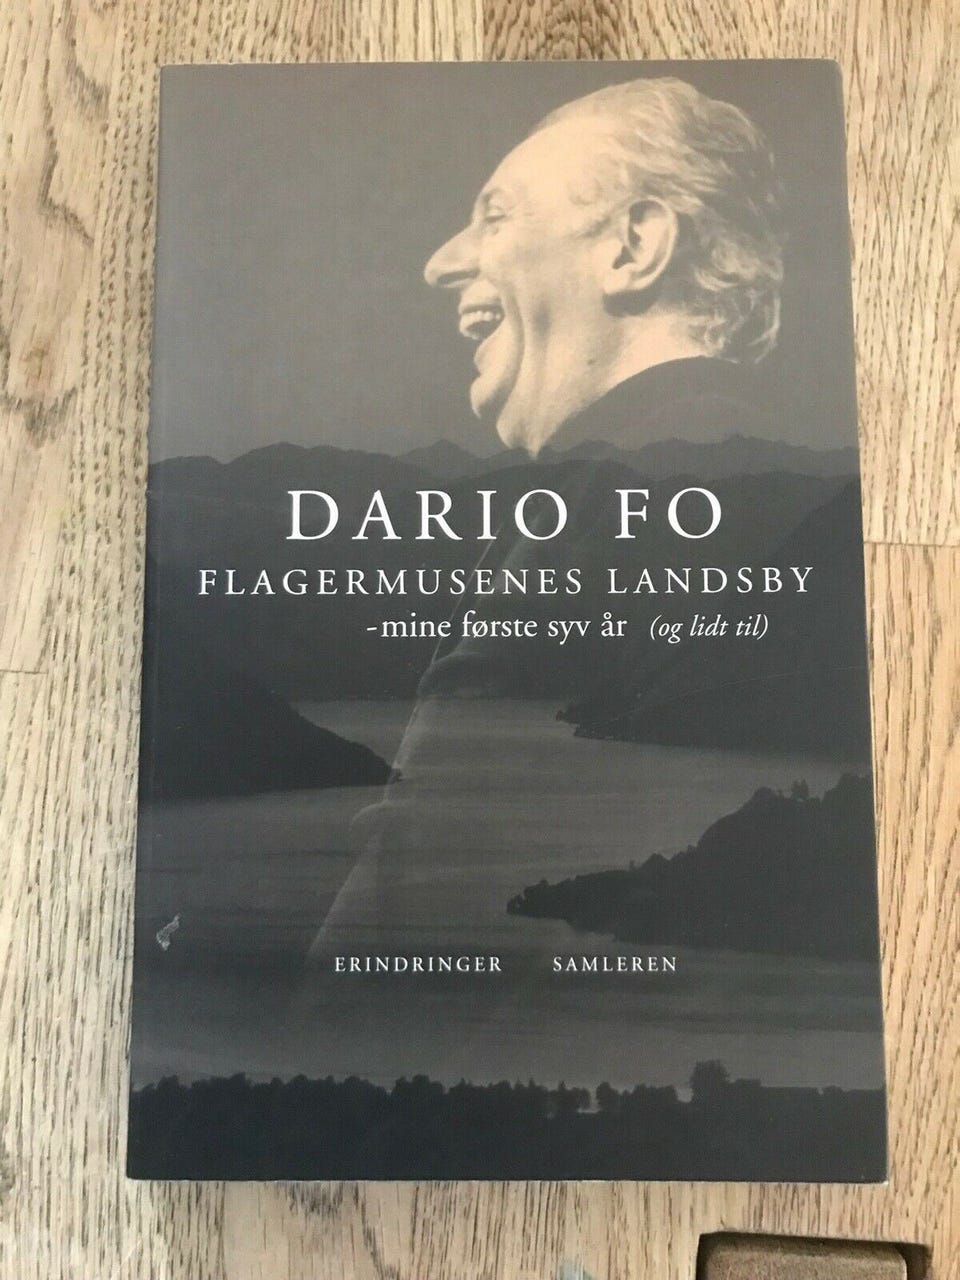 DARIO FO
FLAGERMUSENES LANDSBY
-mine første syv år (og lidt til)
ERINDRINGER SAMLEREN